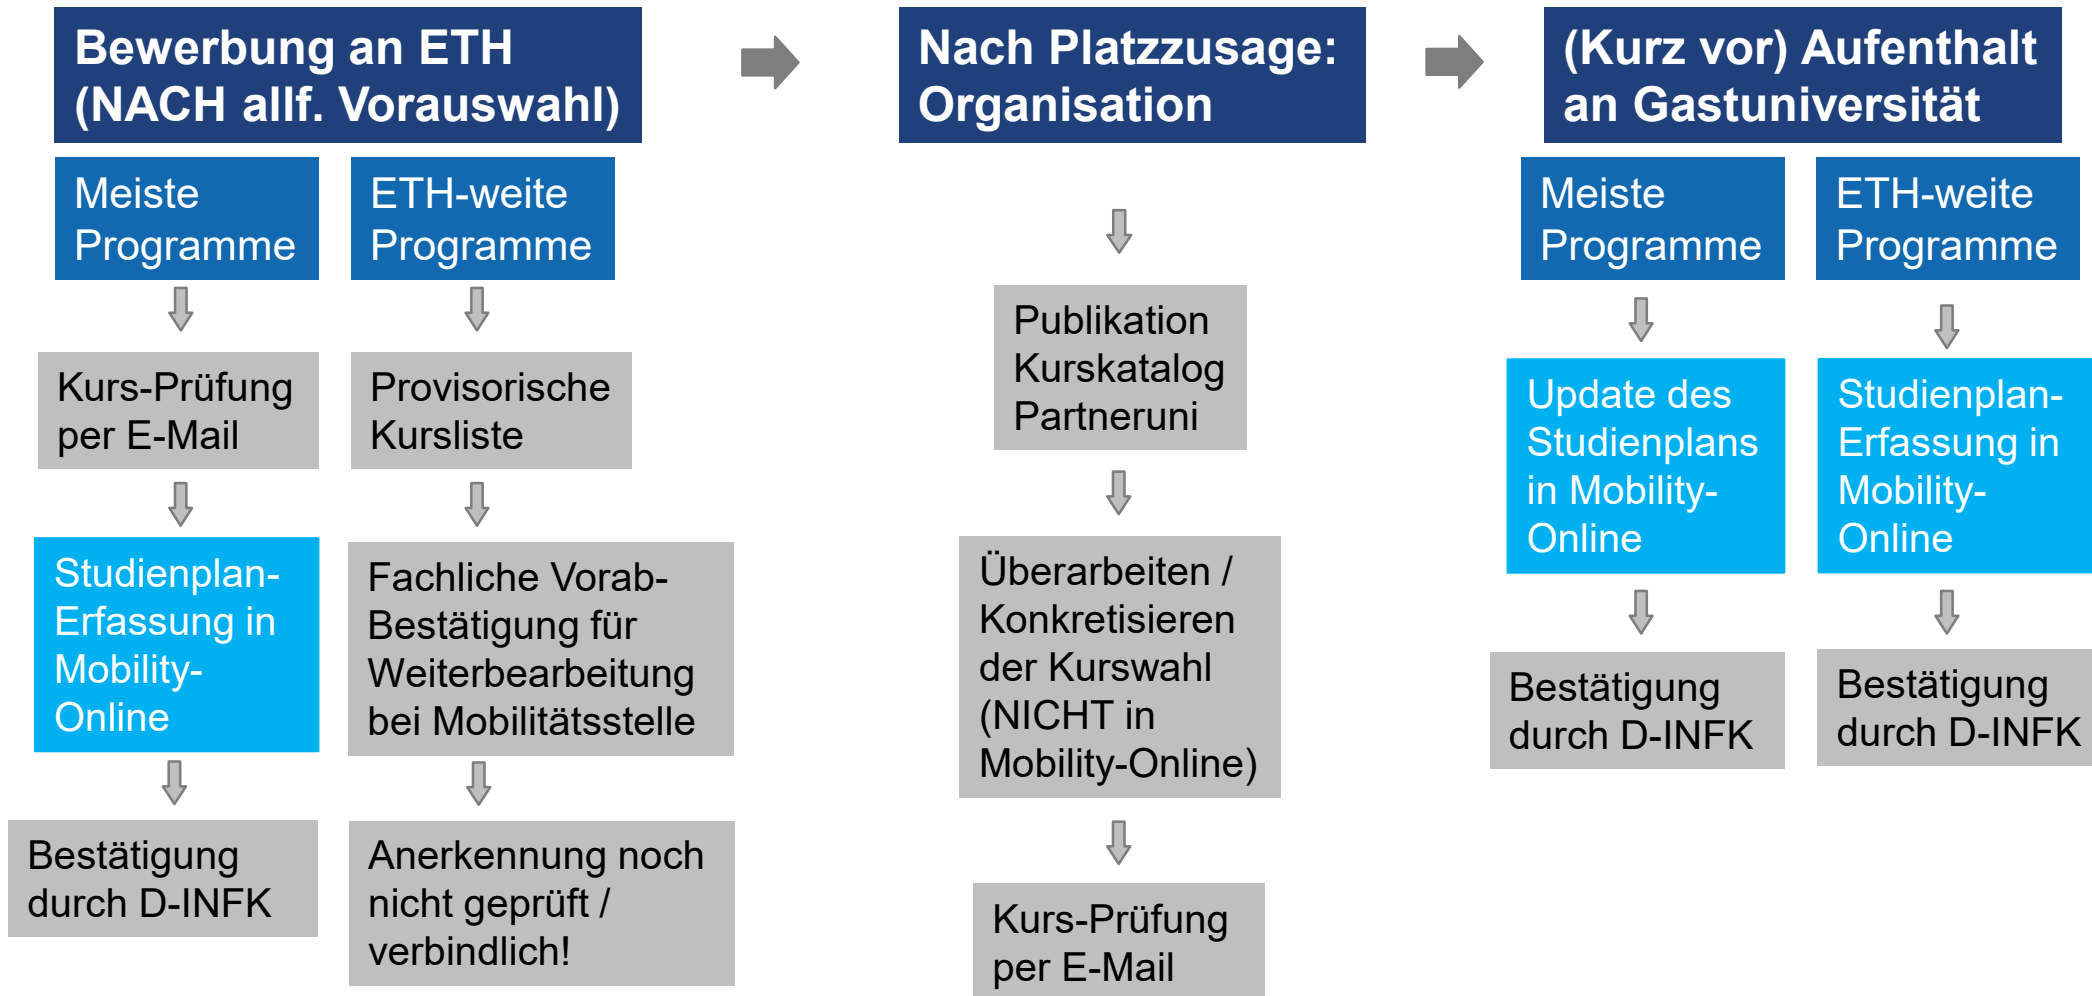 Bewerbung an ETH
(NACH allf. Vorauswahl)
Meiste
Programme
Kurs-Prüfung
per E-Mail
Studienplan-
Erfassung in
Mobility-
Online
Bestätigung
durch D-INFK
ETH-weite
Programme
Provisorische
Kursliste
Fachliche Vorab-
Bestätigung für
Weiterbearbeitung
bei Mobilitätsstelle
Anerkennung noch
nicht geprüft /
verbindlich!
Nach Platzzusage:
Organisation
Publikation
Kurskatalog
Partneruni
Überarbeiten /
Konkretisieren
der Kurswahl
(NICHT in
Mobility-Online)
Kurs-Prüfung
per E-Mail
(Kurz vor) Aufenthalt
an Gastuniversität
Meiste
Programme
Update des
Studienplans
in Mobility-
Online
Bestätigung
durch D-INFK
ETH-weite
Programme
Studienplan-
Erfassung in
Mobility-
Online
Bestätigung
durch D-INFK